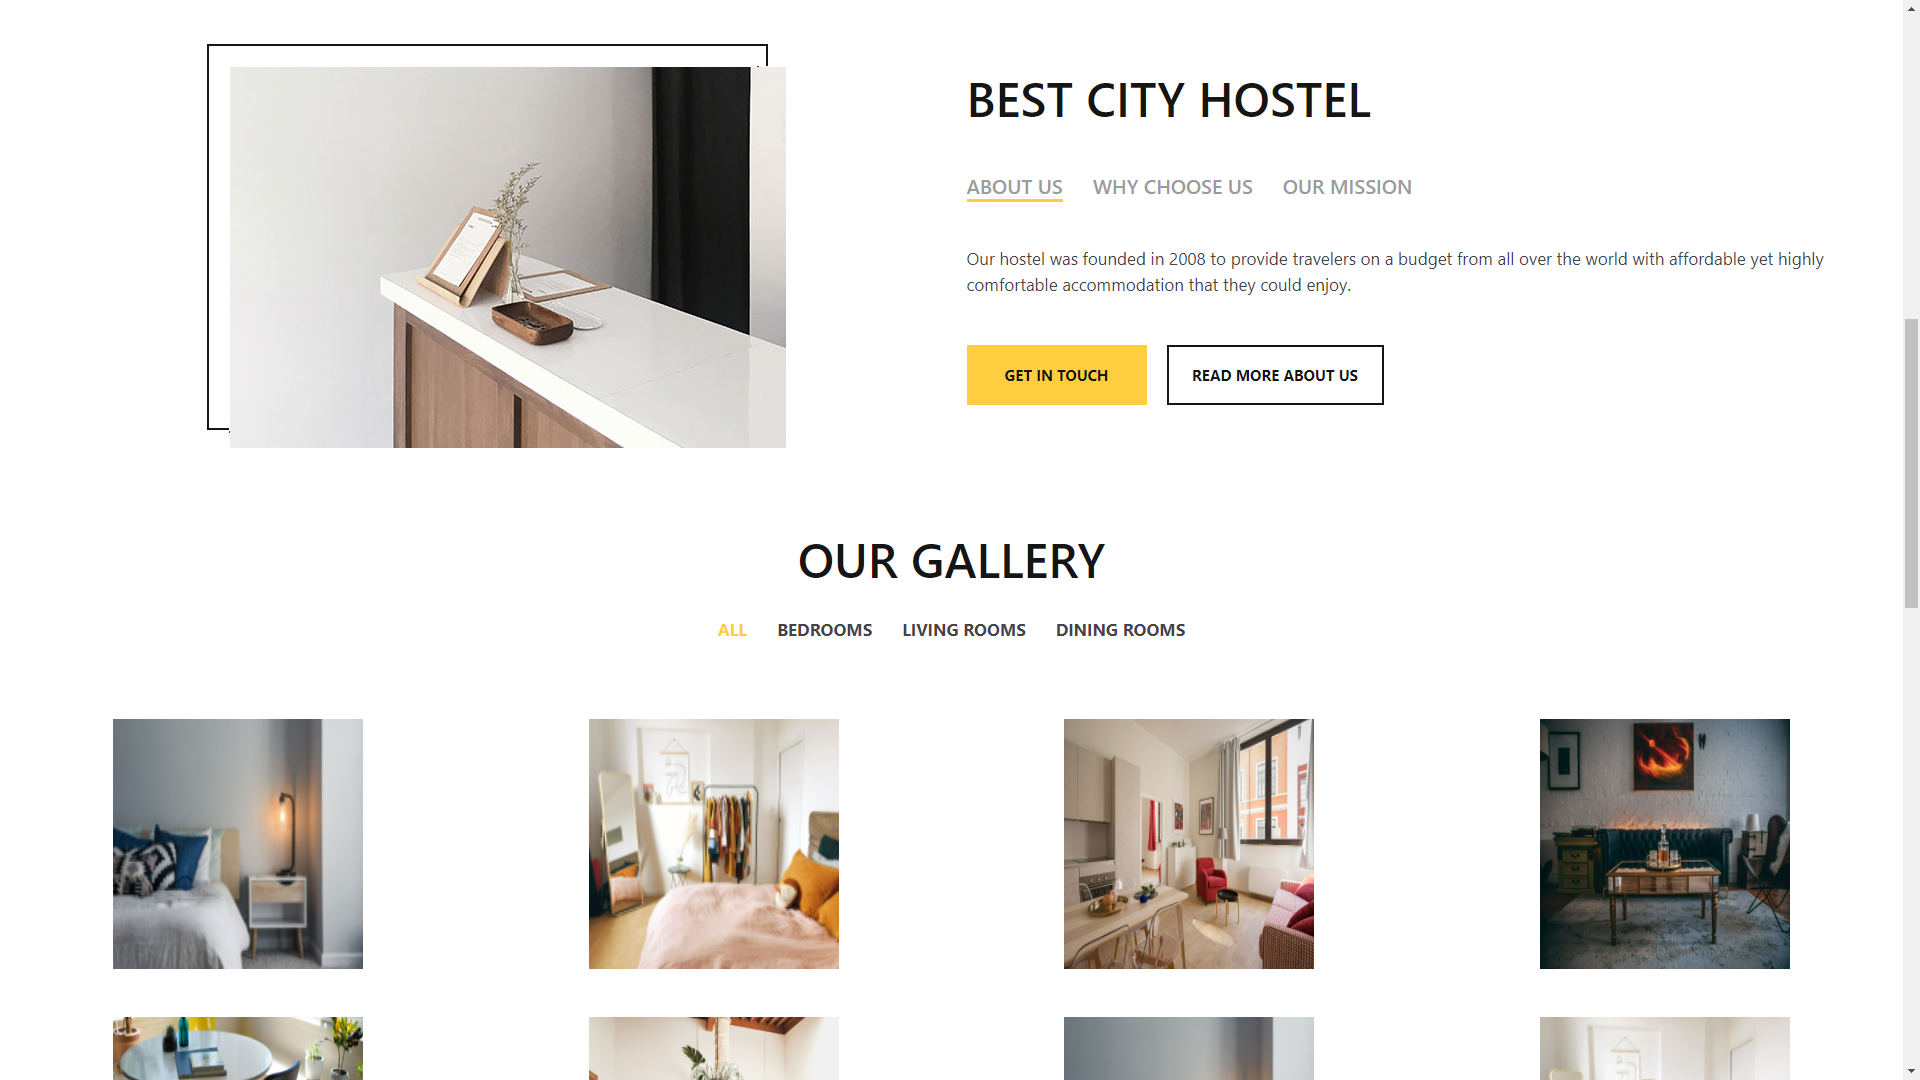 BEST CITY HOSTEL
ABOUT US WHY CHOOSE US OUR MISSION
Our hostel was founded in 2008 to provide travelers on a budget from all over the world with affordable yet highly
comfortable accommodation that they could enjoy.
GET IN TOUCH READ MORE ABOUT US
OUR GALLERY
ALL BEDROOMS LIVING ROOMS DINING ROOMS